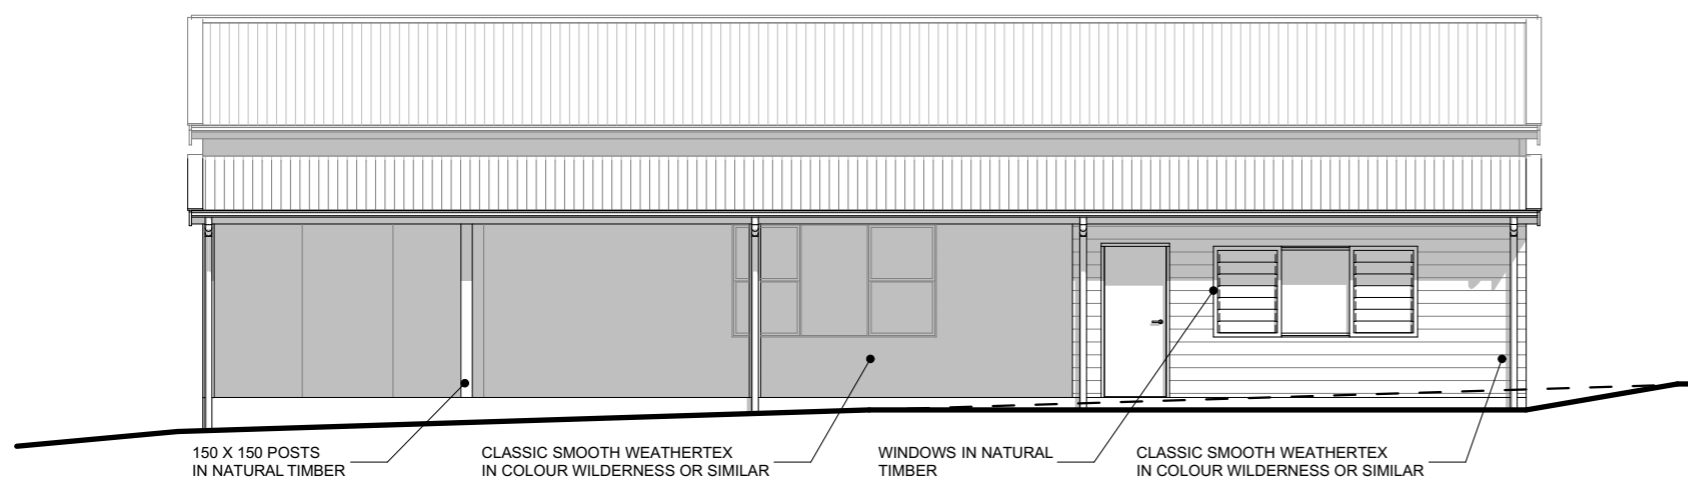 150 X 150 POSTS
IN NATURAL TIMBER
CLASSIC SMOOTH WEATHERTEX
IN COLOUR WILDERNESS OR SIMILAR
WINDOWS IN NATURAL
TIMBER
CLASSIC SMOOTH WEATHERTEX
IN COLOUR WILDERNESS OR SIMILAR